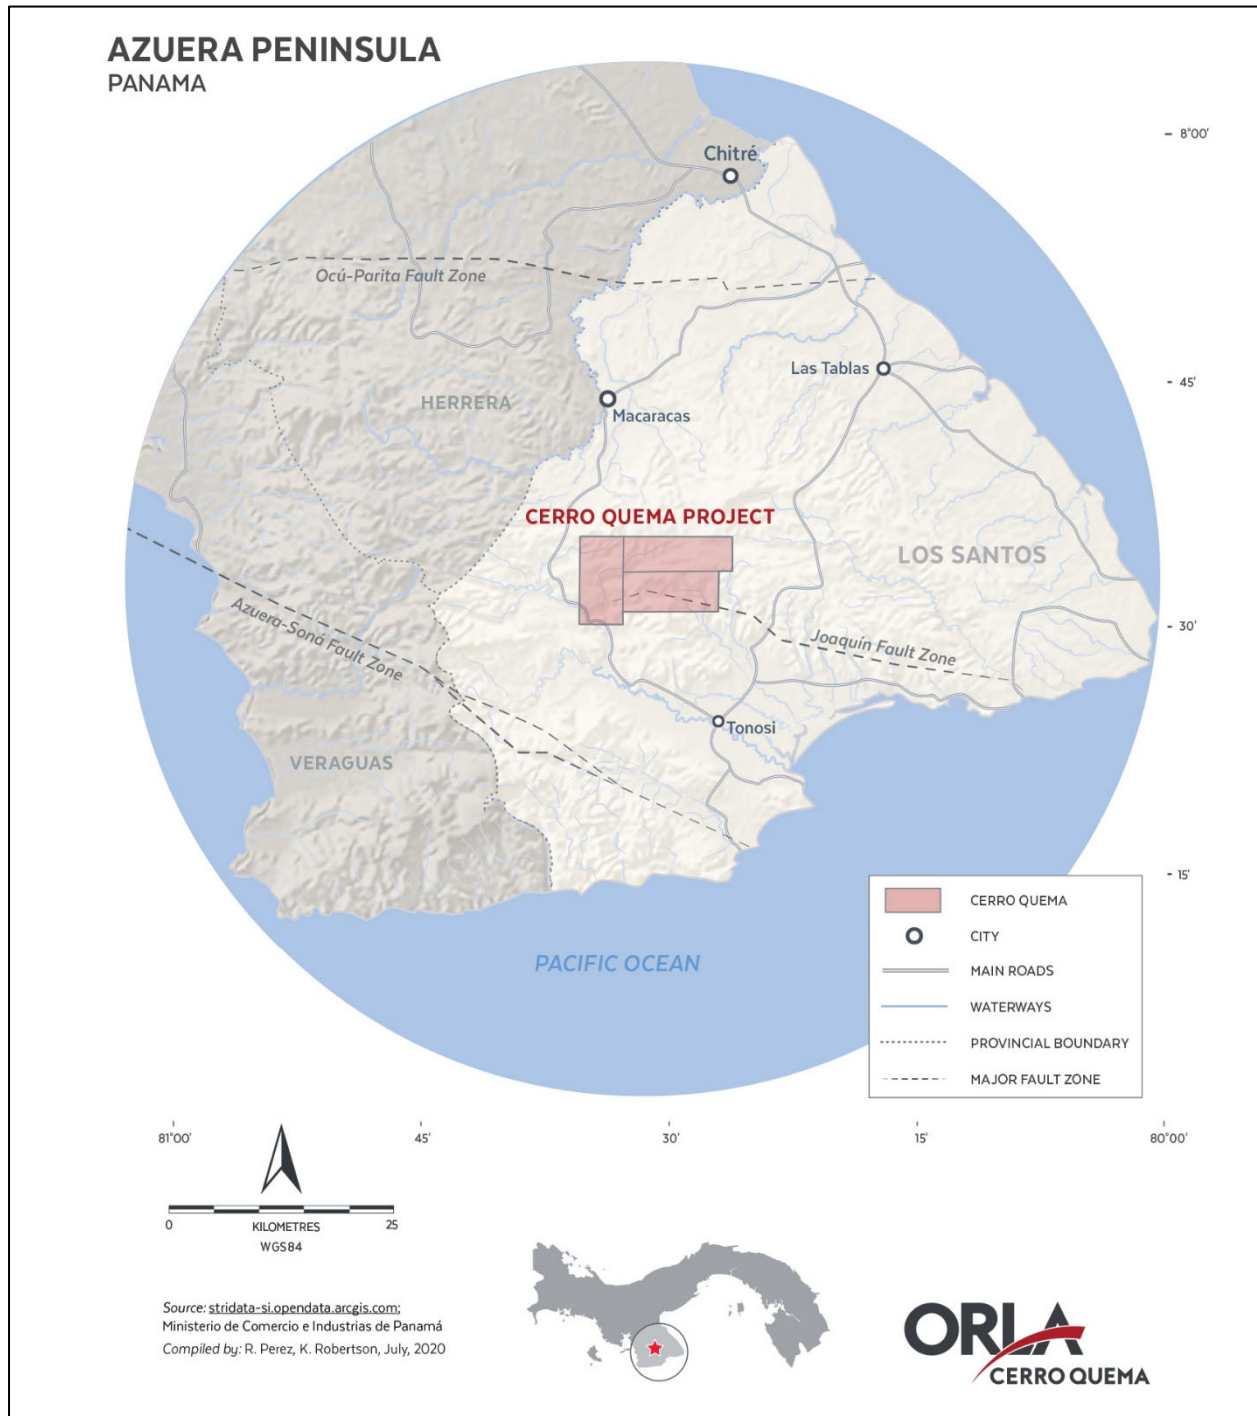 AZUERA PENINSULA
PANAMA
8°00'
Chitré
Ocú-Parita Fault Zone
Las Tablas
45'
HERRERA
Macaracas
CERRO QUEMA PROJECT
LOS SANTOS
Azuera-Soná Fault Zone
30'
Joaquín Fault Zone
Tonosi
VERAGUAS
15'
CERRO QUEMA
CITY
MAIN ROADS
WATERWAYS
PROVINCIAL BOUNDARY
MAJOR FAULT ZONE
PACIFIC OCEAN
81°00'
45'
30'
15'
80°00'
0
KILOMETRES
25
WGS84
Source: stridata-si.opendata.arcgis.com;
Ministerio de Comercio e Industrias de Panamá
Compiled by: R. Perez, K. Robertson, July, 2020
ORLA
CERRO QUEMA